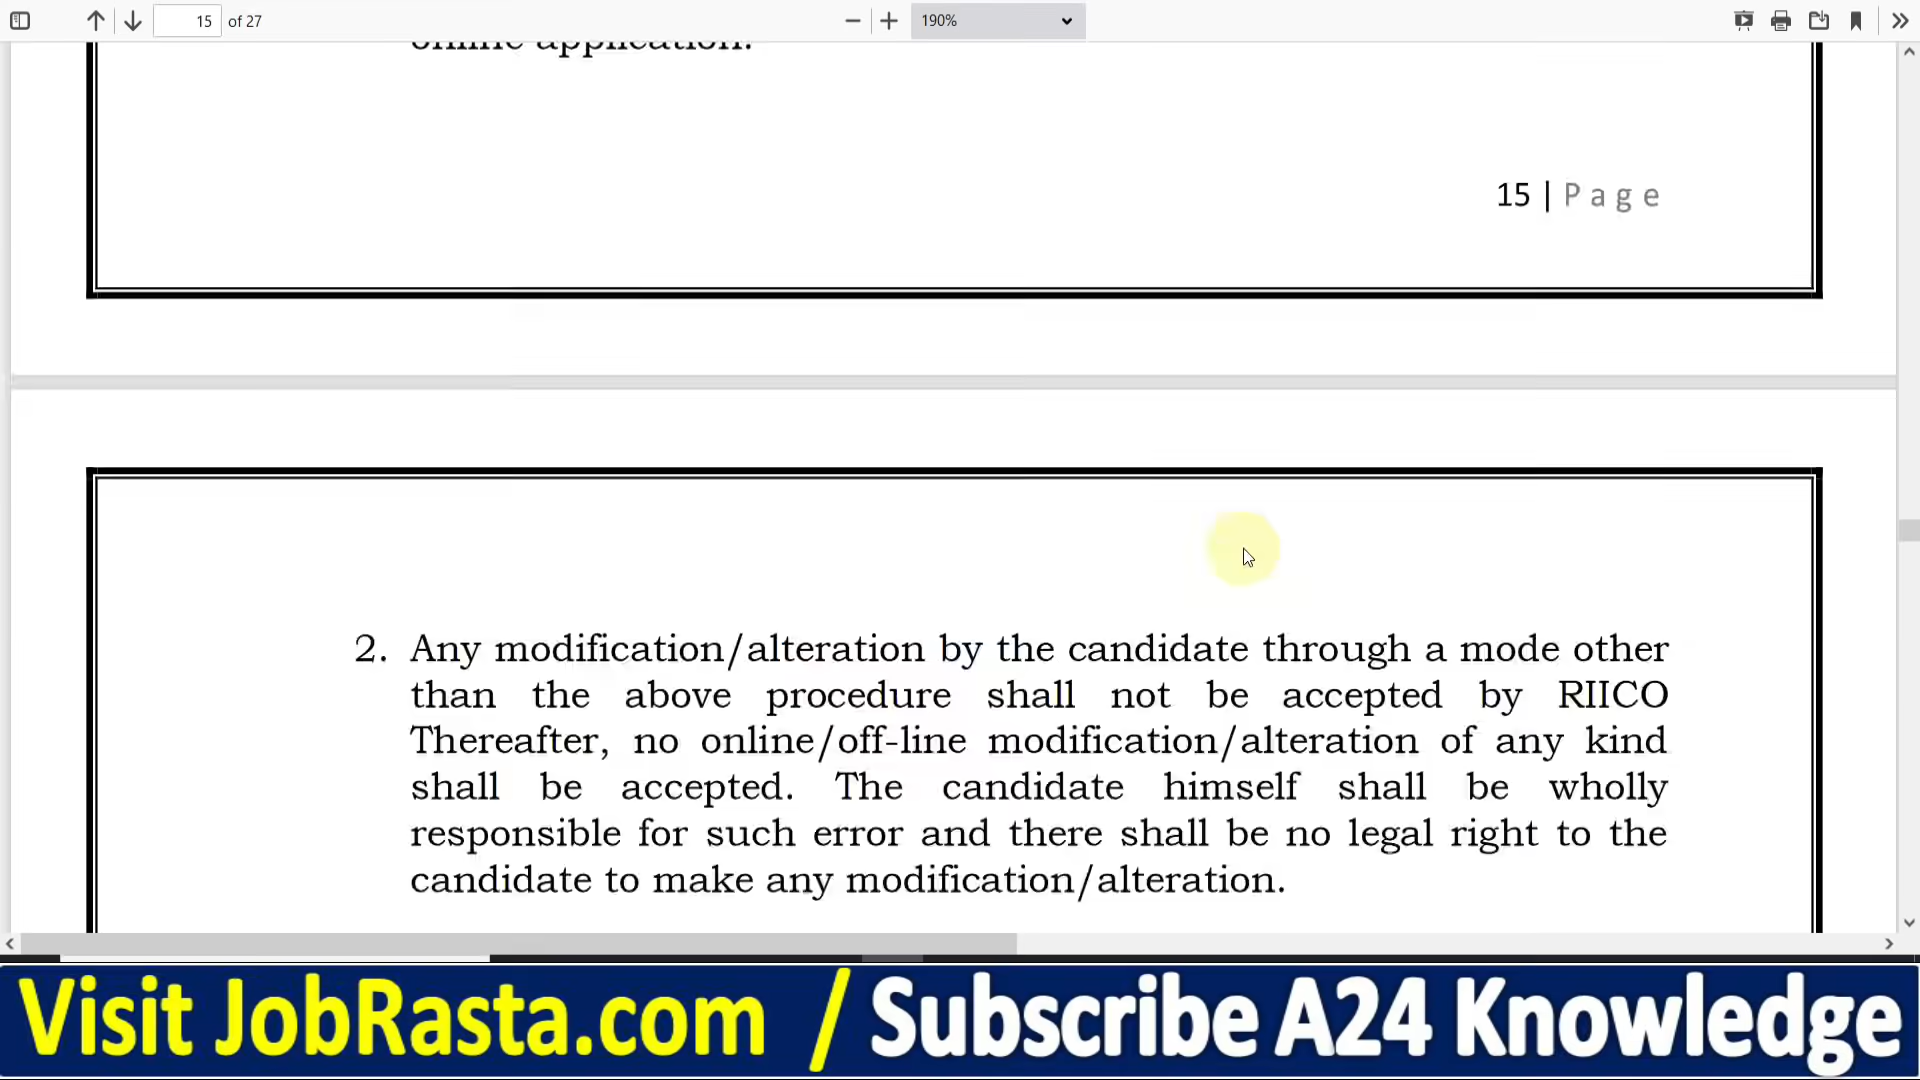 15 of 27 190%
online application.
15 | Page
2. Any modification/alteration by the candidate through a mode other
than the above procedure shall not be accepted by RIICO
Thereafter, no online/off-line modification/alteration of any kind
shall be accepted. The candidate himself shall be wholly
responsible for such error and there shall be no legal right to the
candidate to make any modification/alteration.
Visit JobRasta.com / Subscribe A24 Knowledge